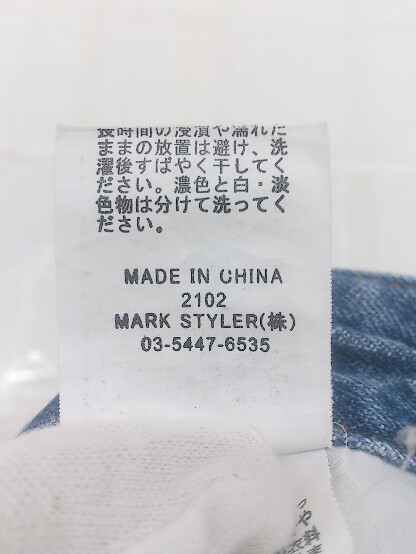 長時間の浸漬や濡れた
ままの放置は避け、洗
濯後すばやく干してく
ださい。濃色と白・淡
色物は分けて洗ってく
ださい。
MADE IN CHINA
2102
MARK STYLER(株)
03-5447-6535